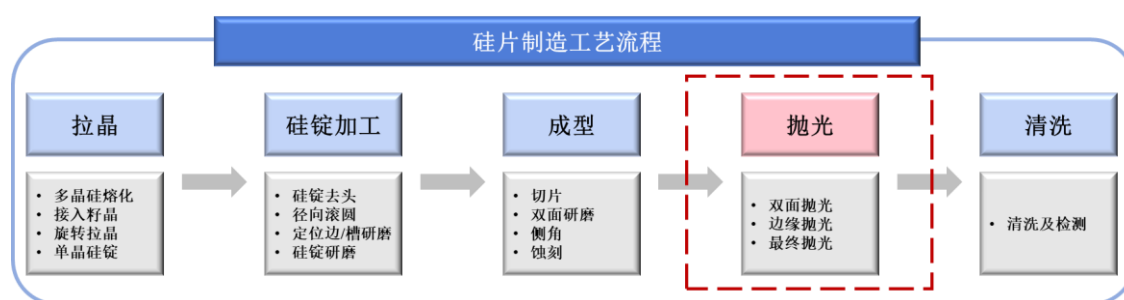 硅片制造工艺流程
拉晶
• 多晶硅熔化
• 接入籽晶
• 旋转拉晶
• 单晶硅锭
硅锭加工
• 硅锭去头
• 径向滚圆
• 定位边/槽研磨
• 硅锭研磨
成型
• 切片
• 双面研磨
• 侧角
• 蚀刻
抛光
• 双面抛光
• 边缘抛光
• 最终抛光
清洗
• 清洗及检测